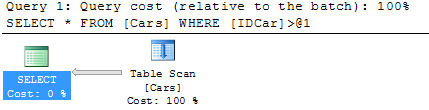 Query 1: Query cost (relative to the batch): 100%
SELECT * FROM [Cars] WHERE [IDCar]>@1
SELECT
Cost: 0 %
Table Scan
[Cars]
Cost: 100 %